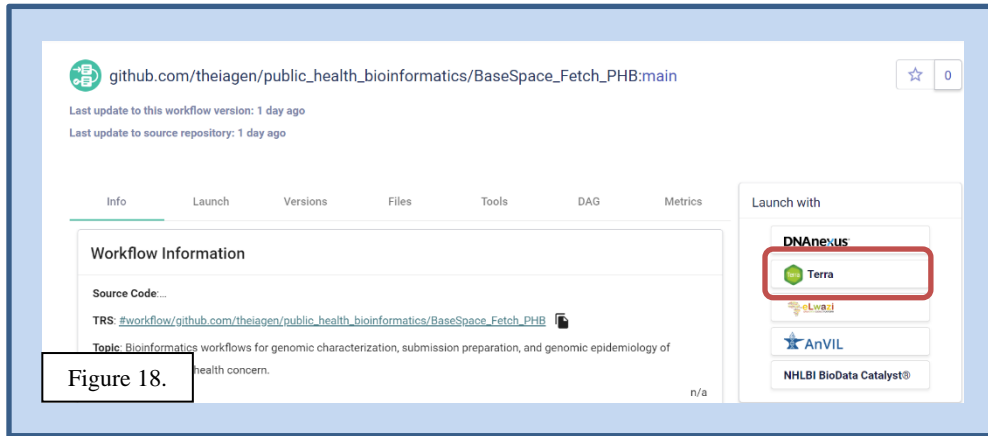 github.com/theiagen/public_health_bioinformatics/BaseSpace_Fetch_PHB:main
0
Last update to this workflow version: 1 day ago
Last update to source repository: 1 day ago
Info Launch Versions Files Tools DAG Metrics
Workflow Information
Source Code:...
TRS: #workflow/github.com/theiagen/public_health_bioinformatics/BaseSpace_Fetch_PHB
Topic: Bioinformatics workflows for genomic characterization, submission preparation, and genomic epidemiology of
health concern.
n/a
Figure 18.
Launch with
DNAnexus
Terra
eLwazi
AnVIL
NHLBI BioData Catalyst®